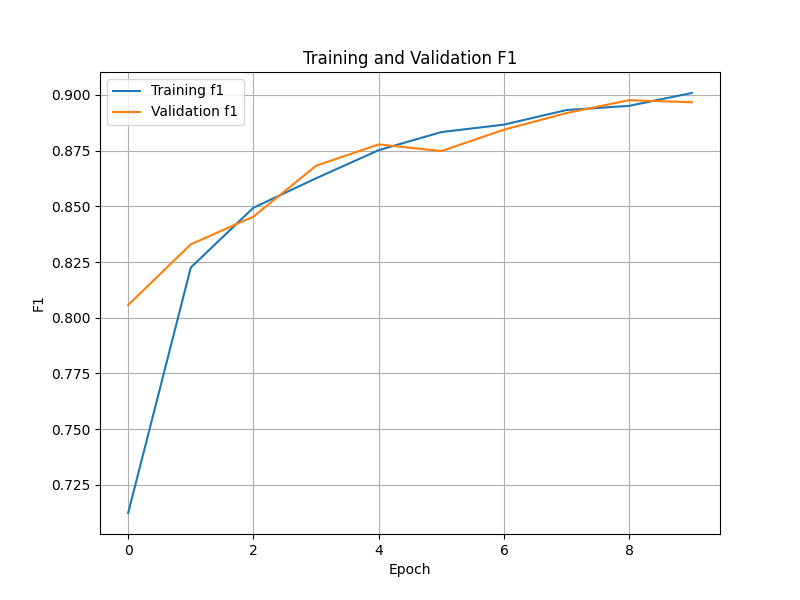 Training and Validation F1
Training f1
Validation f1
0.900
0.875
0.850
0.825
0.800
0.775
0.750
0.725
F1
0 2 4 6 8
Epoch